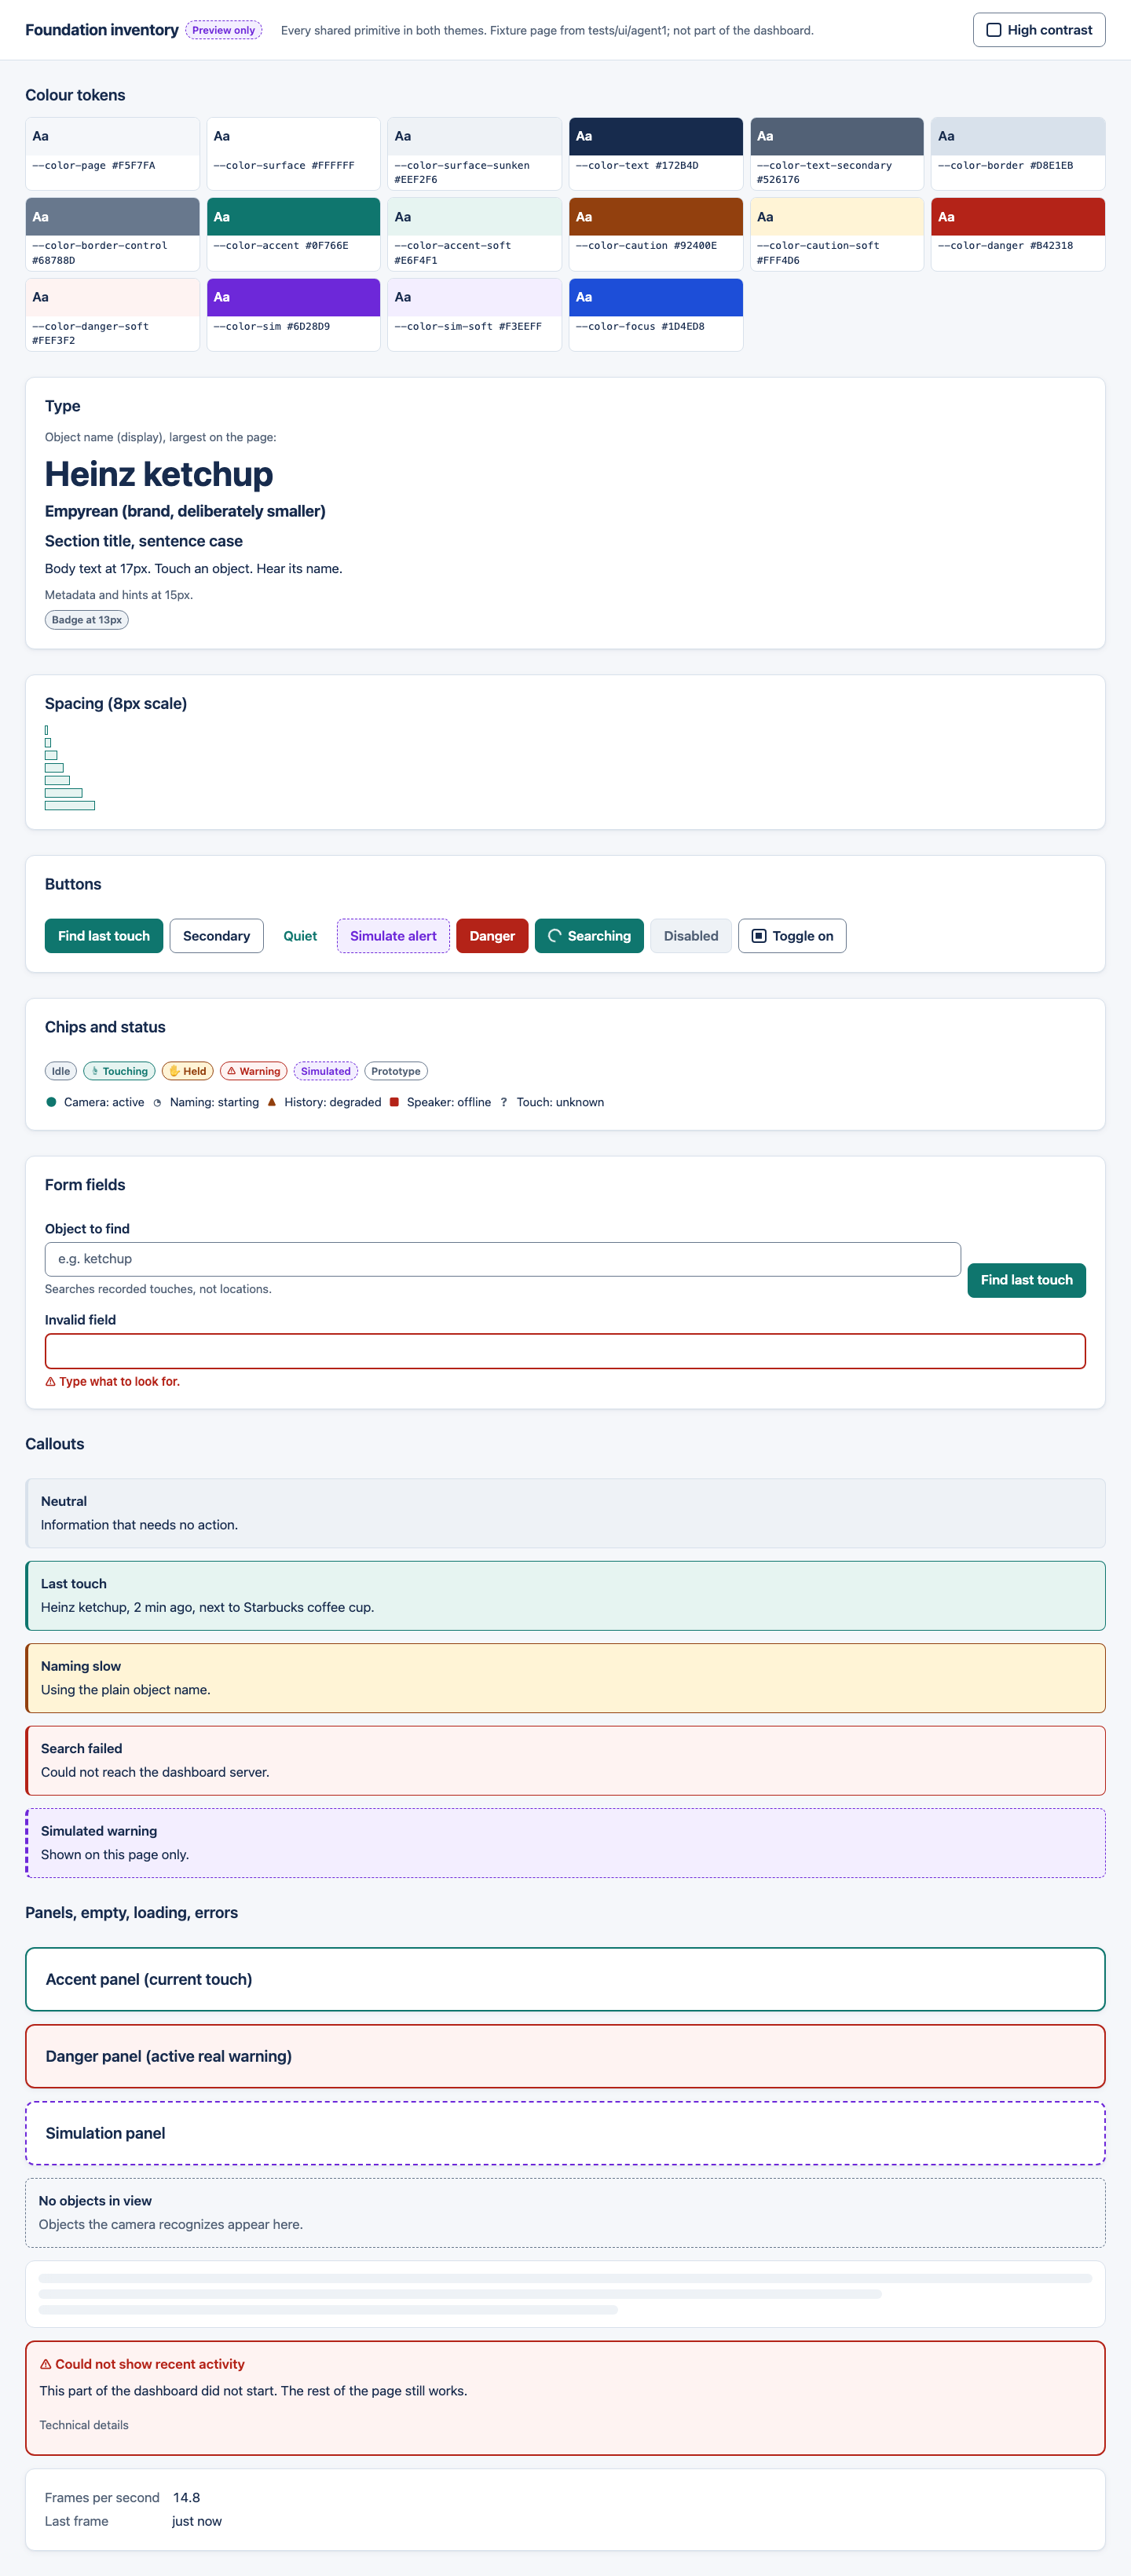 Foundation inventory
Preview only
Every shared primitive in both themes. Fixture page from tests/ui/agent1; not part of the dashboard.
High contrast
Colour tokens
Aa
--color-page #F5F7FA
Aa
--color-surface #FFFFFF
Aa
--color-surface-sunken
#EEF2F6
Aa
--color-text #172B4D
Aa
--color-text-secondary
#526176
Aa
--color-border #D8E1EB
Aa
--color-border-control
#68788D
Aa
--color-accent #0F766E
Aa
--color-accent-soft
#E6F4F1
Aa
--color-caution #92400E
Aa
--color-caution-soft
#FFF4D6
Aa
--color-danger #B42318
Aa
--color-danger-soft
#FEF3F2
Aa
--color-sim #6D28D9
Aa
--color-sim-soft #F3EEFF
Aa
--color-focus #1D4ED8
Type
Object name (display), largest on the page:
Heinz ketchup
Empyrean (brand, deliberately smaller)
Section title, sentence case
Body text at 17px. Touch an object. Hear its name.
Metadata and hints at 15px.
Badge at 13px
Spacing (8px scale)
Buttons
Find last touch
Secondary
Quiet
Simulate alert
Danger
Searching
Disabled
Toggle on
Chips and status
Idle
Touching
Held
Warning
Simulated
Prototype
Camera: active
Naming: starting
History: degraded
Speaker: offline
? Touch: unknown
Form fields
Object to find
e.g. ketchup
Find last touch
Searches recorded touches, not locations.
Invalid field
⚠ Type what to look for.
Callouts
Neutral
Information that needs no action.
Last touch
Heinz ketchup, 2 min ago, next to Starbucks coffee cup.
Naming slow
Using the plain object name.
Search failed
Could not reach the dashboard server.
Simulated warning
Shown on this page only.
Panels, empty, loading, errors
Accent panel (current touch)
Danger panel (active real warning)
Simulation panel
No objects in view
Objects the camera recognizes appear here.
⚠ Could not show recent activity
This part of the dashboard did not start. The rest of the page still works.
Technical details
Frames per second 14.8
Last frame just now